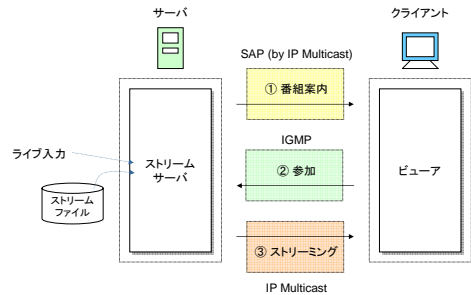 サーバ
クライアント
SAP (by IP Multicast)
① 番組案内
IGMP
ライブ入力
ストリーム
サーバ
② 参加
ビューア
ストリーム
ファイル
③ ストリーミング
IP Multicast